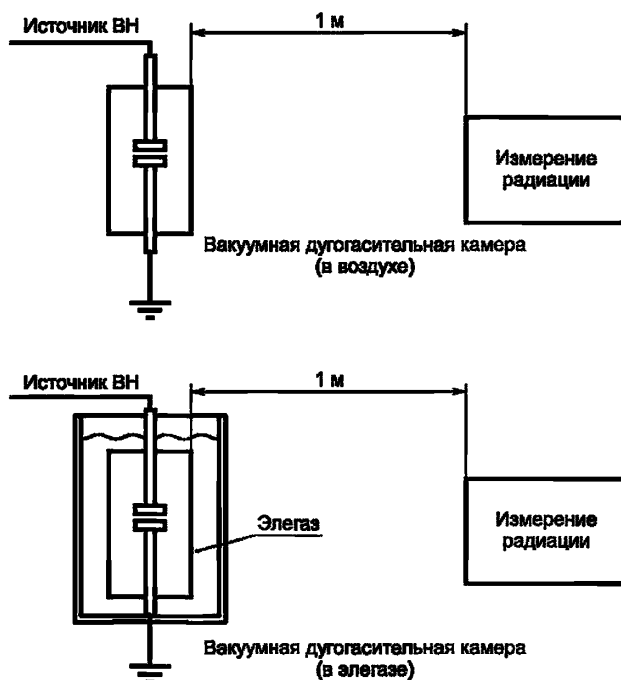 Источник ВН
1 м
Измерение
радиации
Вакуумная дугогасительная камера
(в воздухе)
Источник ВН
1 м
Элегаз
Измерение
радиации
Вакуумная дугогасительная камера
(в элегазе)